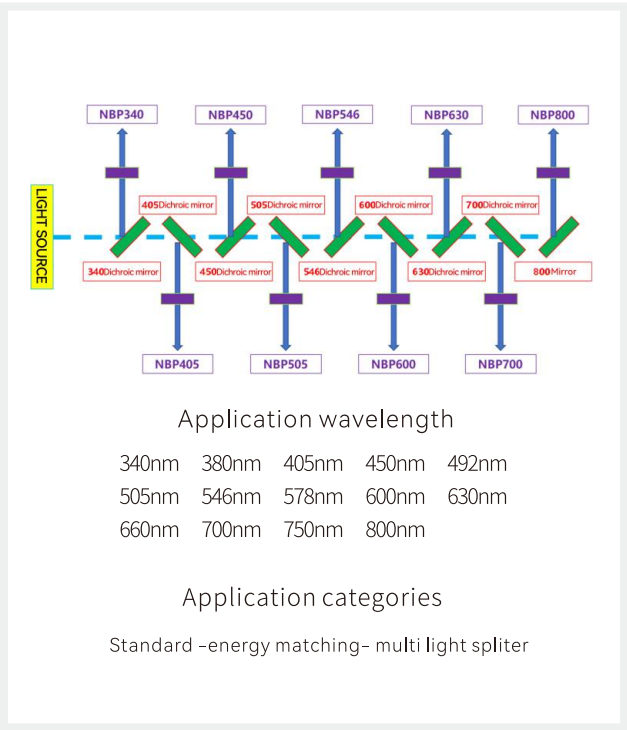 NBP340 NBP450 NBP546 NBP630 NBP800
LIGHT SOURCE
405Dichroic mirror 505Dichroic mirror 600Dichroic mirror 700Dichroic mirror
340Dichroic mirror 450Dichroic mirror 546Dichroic mirror 630Dichroic mirror 800Mirror
NBP405 NBP505 NBP600 NBP700
Application wavelength
340nm 380nm 405nm 450nm 492nm
505nm 546nm 578nm 600nm 630nm
660nm 700nm 750nm 800nm
Application categories
Standard -energy matching- multi light spliter